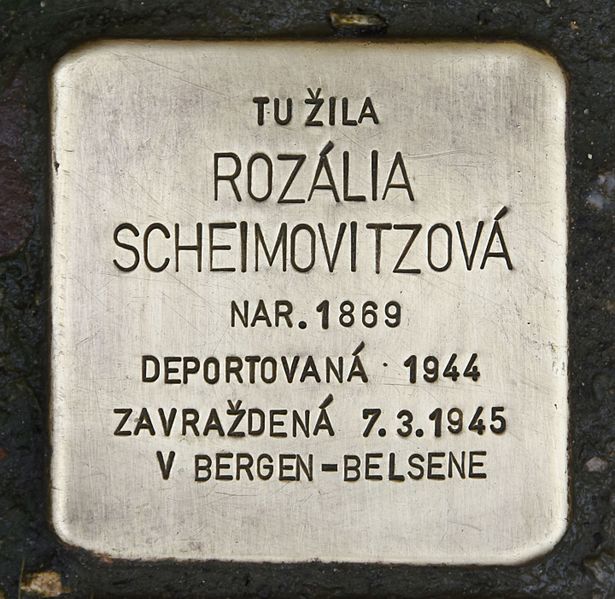 TU ŽILA
ROZÁLIA
SCHEIMOVITZOVÁ
NAR. 1869
DEPORTOVANÁ · 1944
ZAVRAŽDENÁ 7.3.1945
V BERGEN-BELSENE